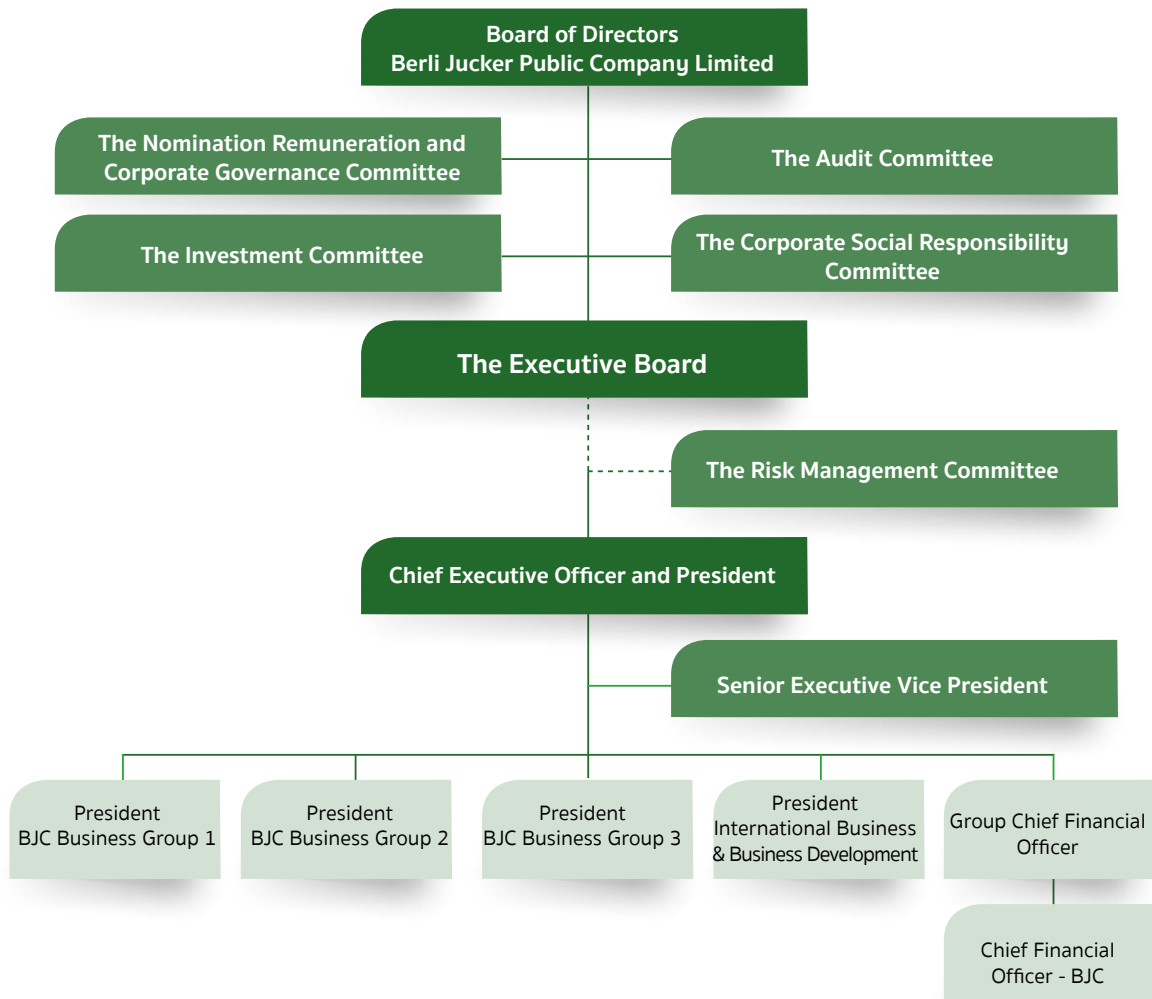 Board of Directors
Berli Jucker Public Company Limited
The Nomination Remuneration and
Corporate Governance Committee
The Audit Committee
The Investment Committee
The Corporate Social Responsibility
Committee
The Executive Board
The Risk Management Committee
Chief Executive Officer and President
Senior Executive Vice President
President
BJC Business Group 1
President
BJC Business Group 2
President
BJC Business Group 3
President
International Business
& Business Development
Group Chief Financial
Officer
Chief Financial
Officer - BJC